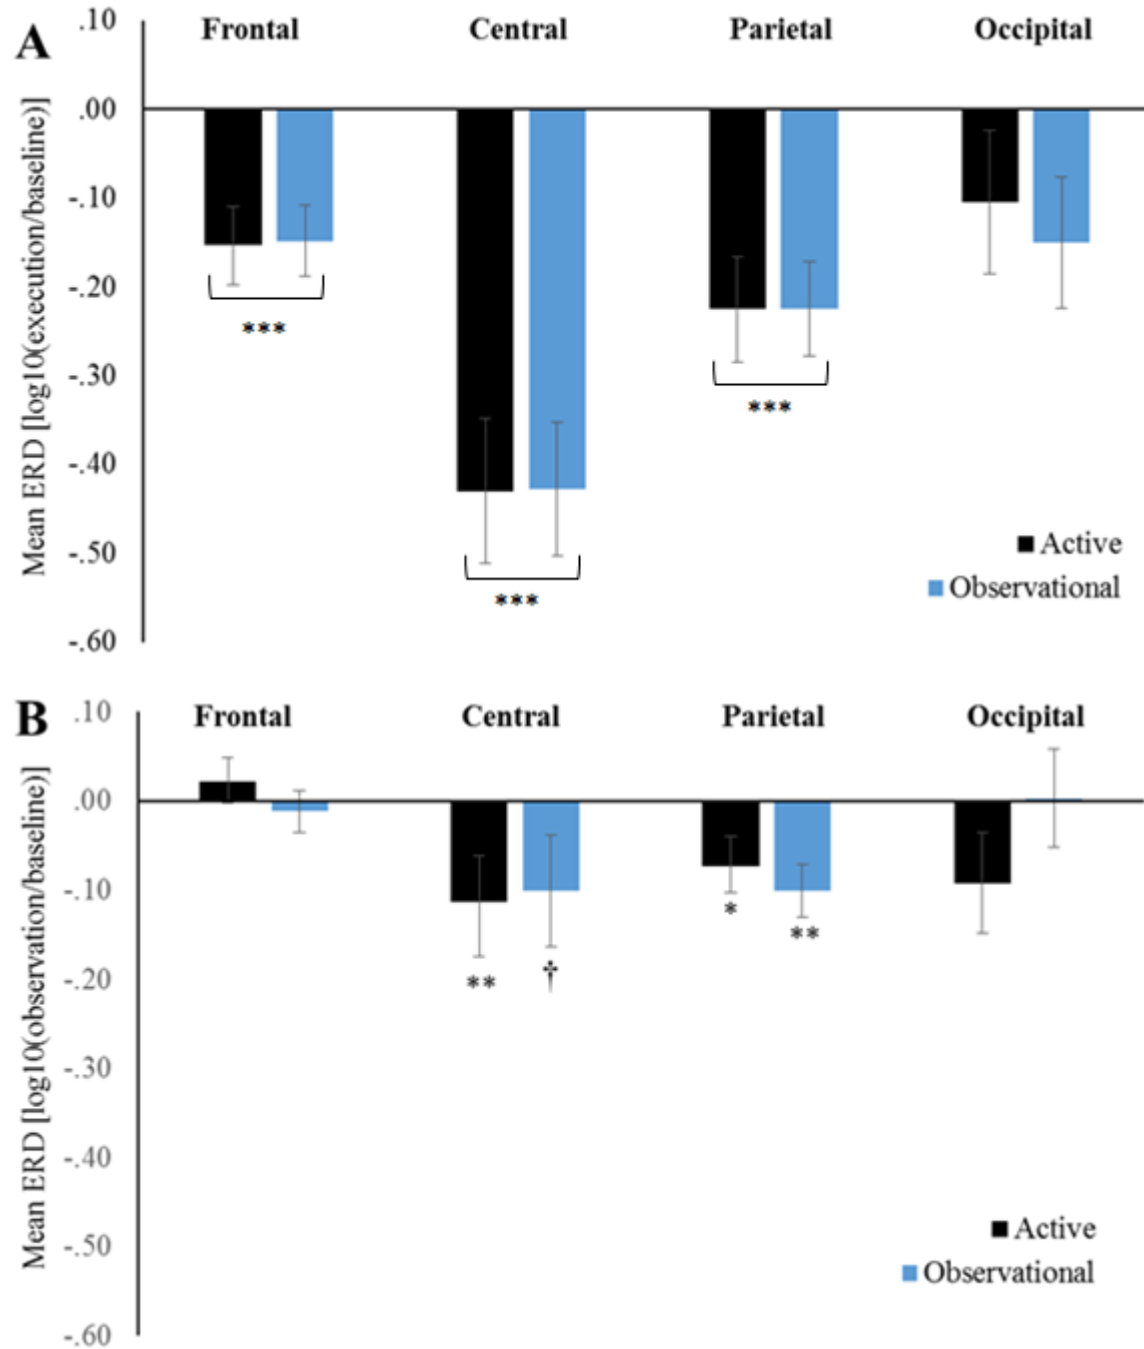 A
Mean ERD [log10(execution/baseline)]
.10
.00
-.10
-.20
-.30
-.40
-.50
-.60
Frontal Central Parietal Occipital
***
***
***
Active
Observational
B
Mean ERD [log10(observation/baseline)]
.10
.00
-.10
-.20
-.30
-.40
-.50
-.60
Frontal Central Parietal Occipital
*
**
** †
Active
Observational